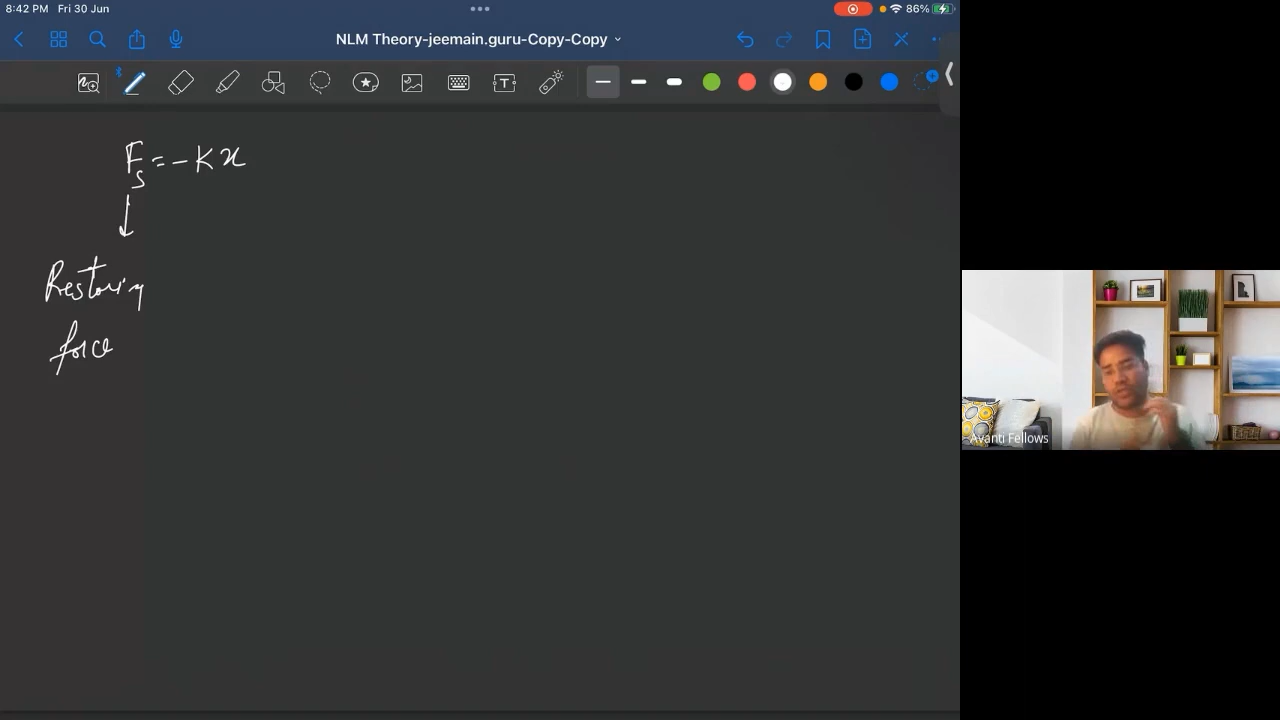 8:42 PM Fri 30 Jun
86%
NLM Theory-jeemain.guru-Copy-Copy
Fs = -Kx
Restoring
force
Avanti Fellows